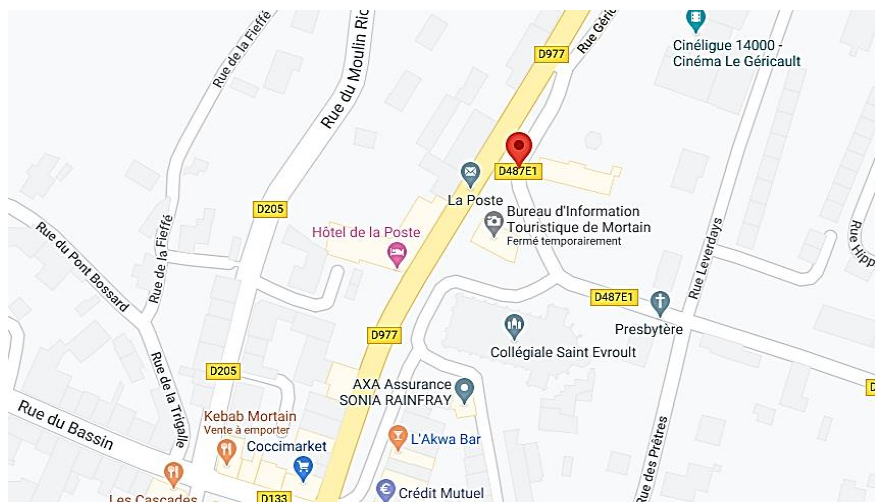 Cinéligue 14000 -
Cinéma Le Géricault
Rue Géric
D977
Rue de la Fieffé
Rue du Moulin Ric
D487E1
La Poste
Bureau d'Information
Touristique de Mortain
Fermé temporairement
D205
Hôtel de la Poste
Rue Leverdays
Rue Hipp
Rue du Pont Bossard
Rue de la Fieffé
D487E1
Presbytère
D977
Collégiale Saint Evroult
D205
Rue de la Trigalle
AXA Assurance
SONIA RAINFRAY
D
Rue du Bassin
Kebab Mortain
Vente à emporter
L'Akwa Bar
Coccimarket
Rue des Prêtres
Crédit Mutuel
Les Cascades
D133